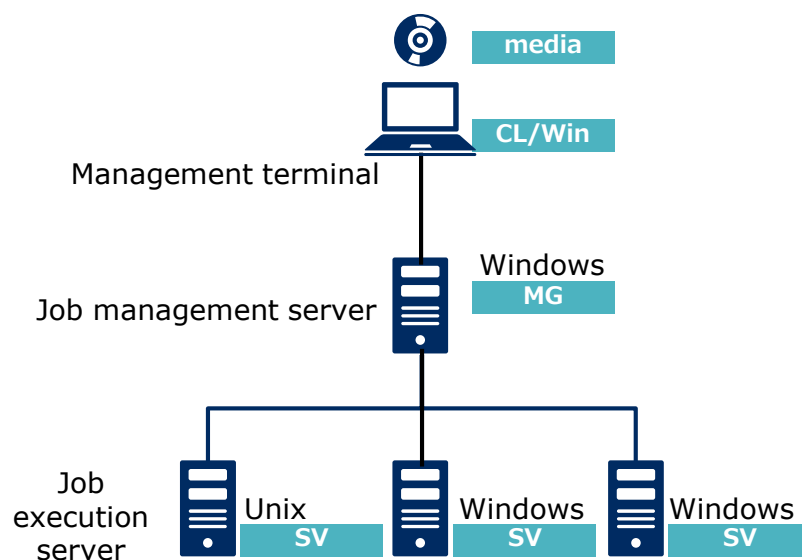 media
CL/Win
Management terminal
Windows
MG
Job management server
Job
execution
server
Unix
SV
Windows
SV
Windows
SV